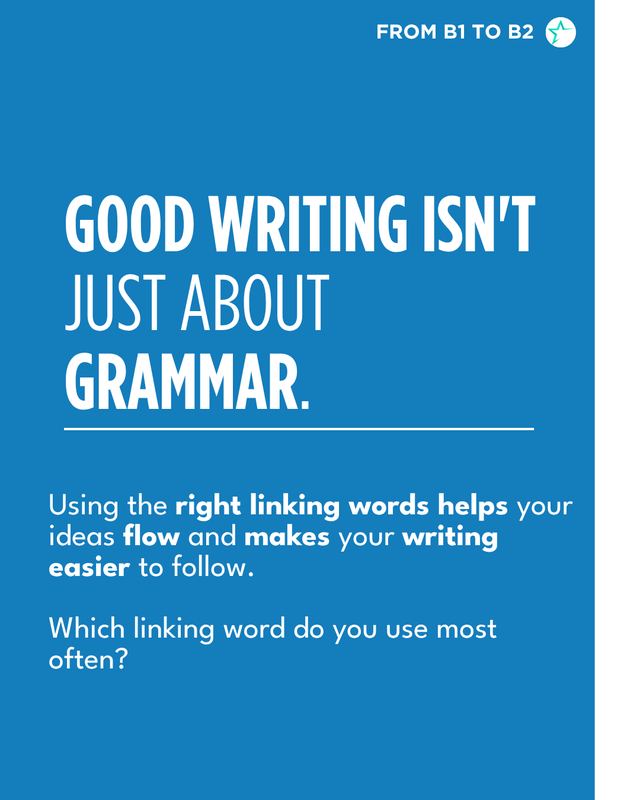 FROM B1 TO B2
GOOD WRITING ISN'T
JUST ABOUT
GRAMMAR.
Using the right linking words helps your
ideas flow and makes your writing
easier to follow.
Which linking word do you use most
often?